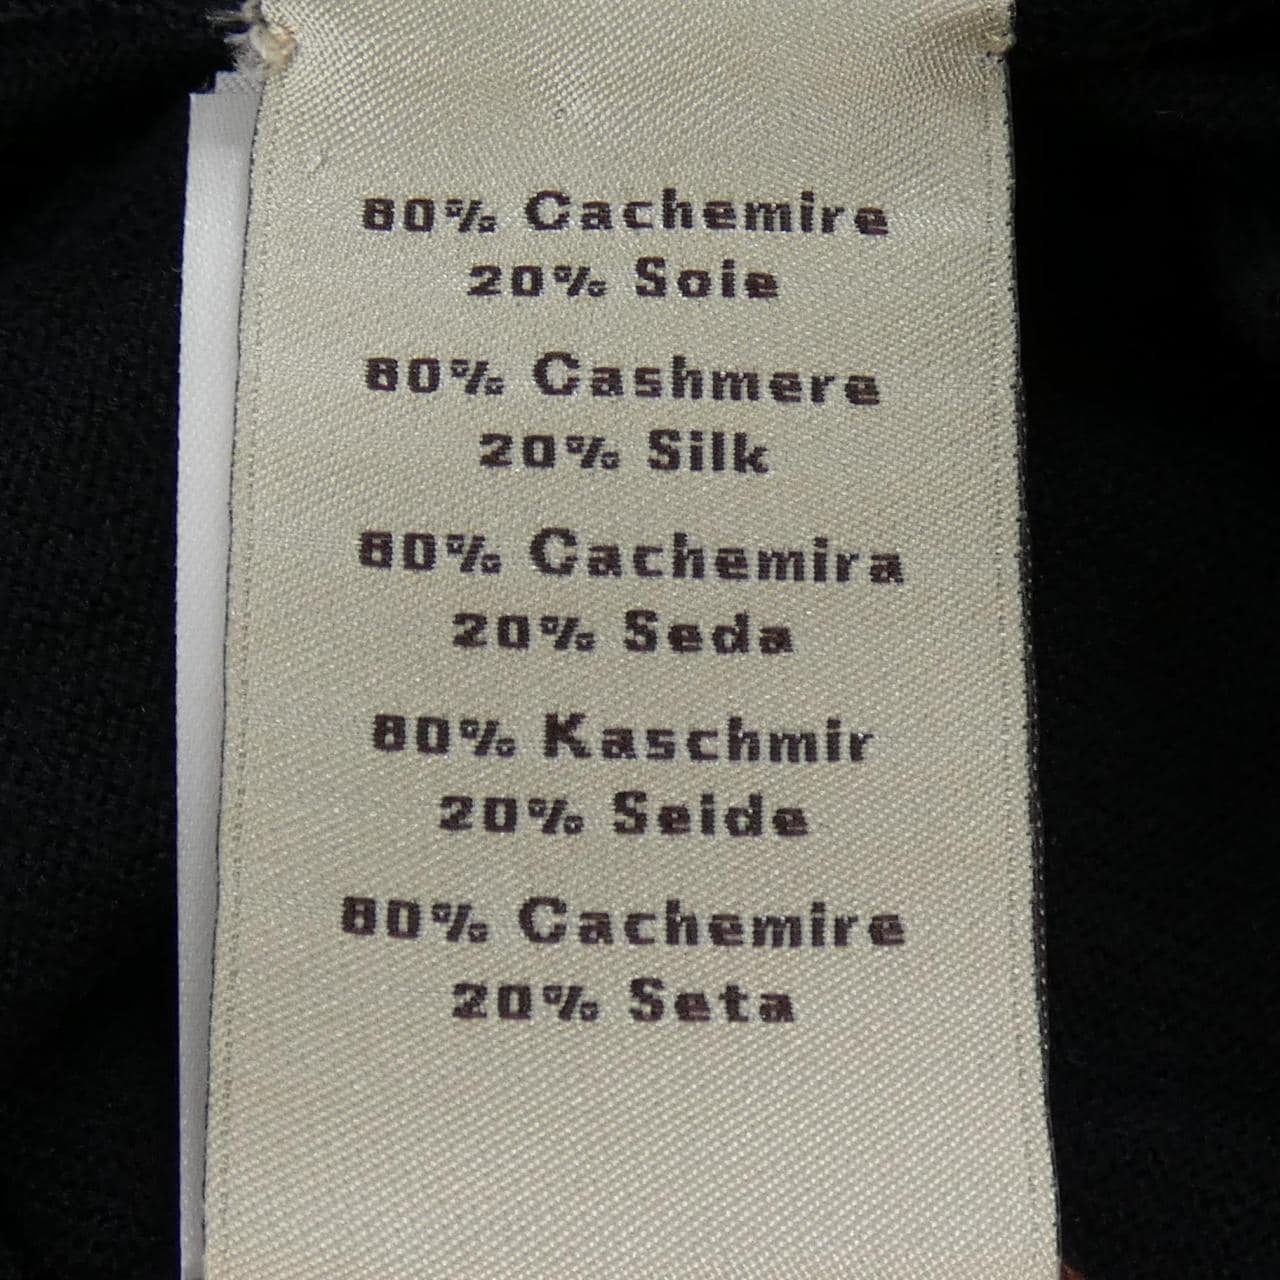 80% Cachemire
20% Soie
80% Cashmere
20% Silk
80% Cachemira
20% Seda
80% Kaschmir
20% Seide
80% Cachemire
20% Seta